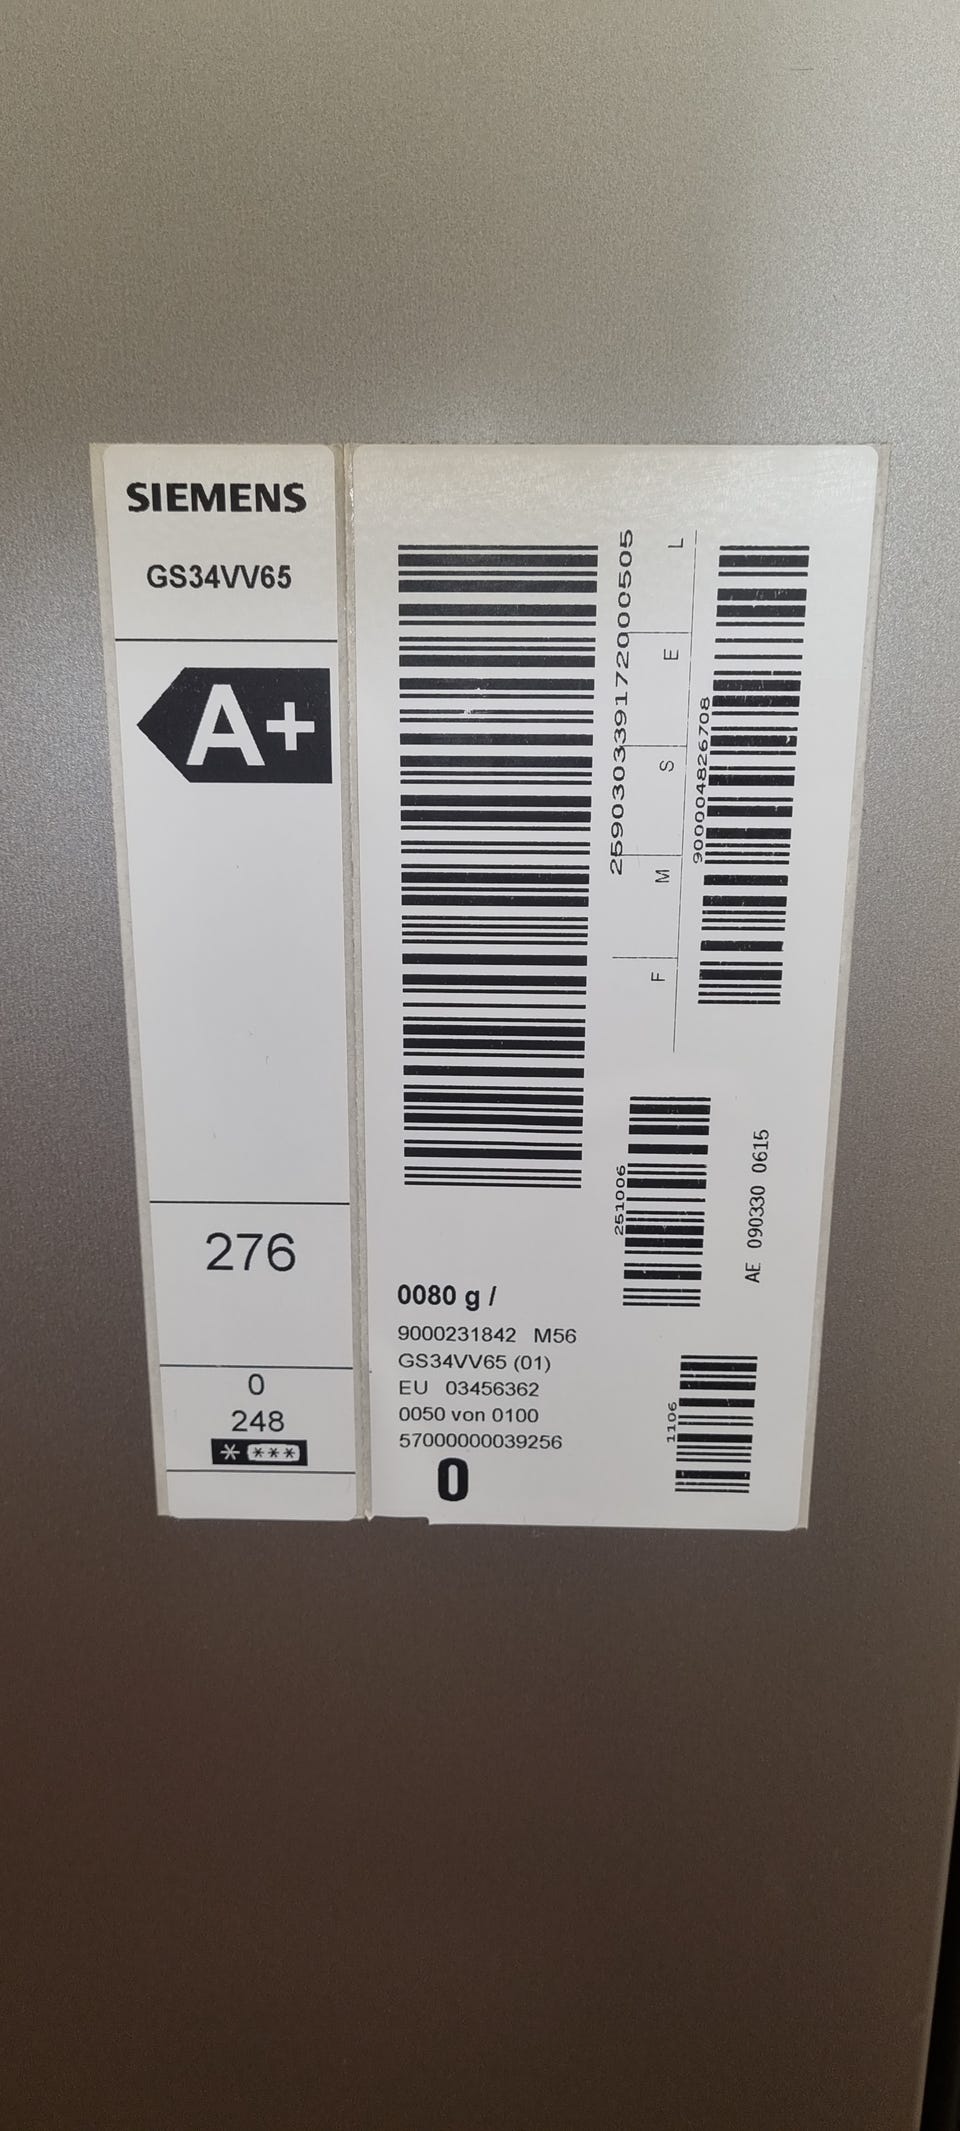 SIEMENS
GS34VV65
A+
276
0
248
* ***
259030339172000505
L
E
S
M
F
9000004826708
251006
AE 090330 0615
0080 g /
9000231842 M56
GS34VV65 (01)
EU 03456362
0050 von 0100
57000000039256
0
1106